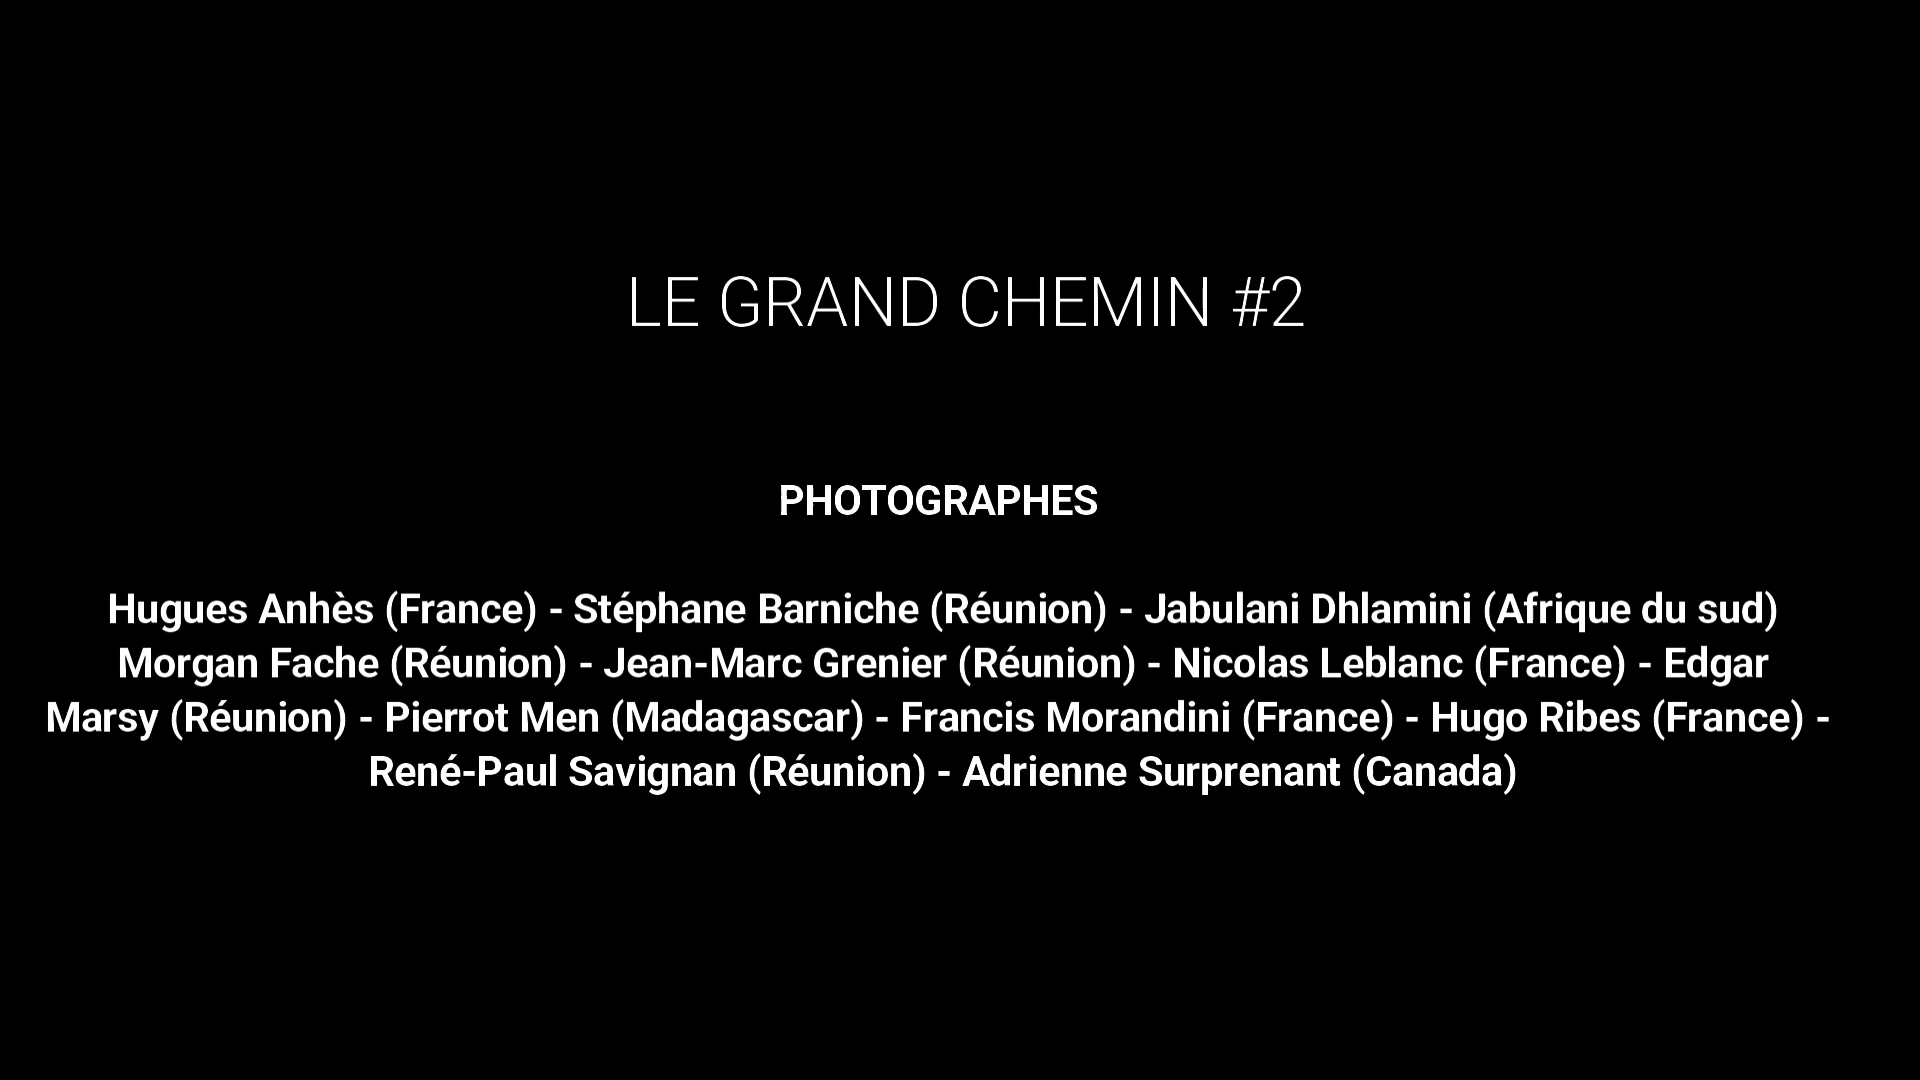 LE GRAND CHEMIN #2
PHOTOGRAPHES
Hugues Anhès (France) - Stéphane Barniche (Réunion) - Jabulani Dhlamini (Afrique du sud)
Morgan Fache (Réunion) - Jean-Marc Grenier (Réunion) - Nicolas Leblanc (France) - Edgar
Marsy (Réunion) - Pierrot Men (Madagascar) - Francis Morandini (France) - Hugo Ribes (France) -
René-Paul Savignan (Réunion) - Adrienne Surprenant (Canada)